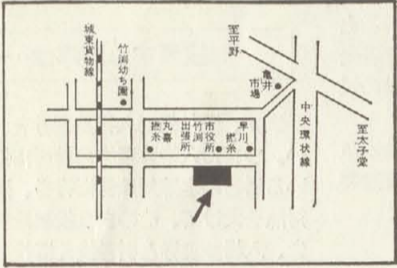 城東貨物線
竹渕幼ち園
至平野
亀井
市場
中央環状線
至太子堂
丸喜
撚糸
市役所
竹渕
出張所
早川
撚糸